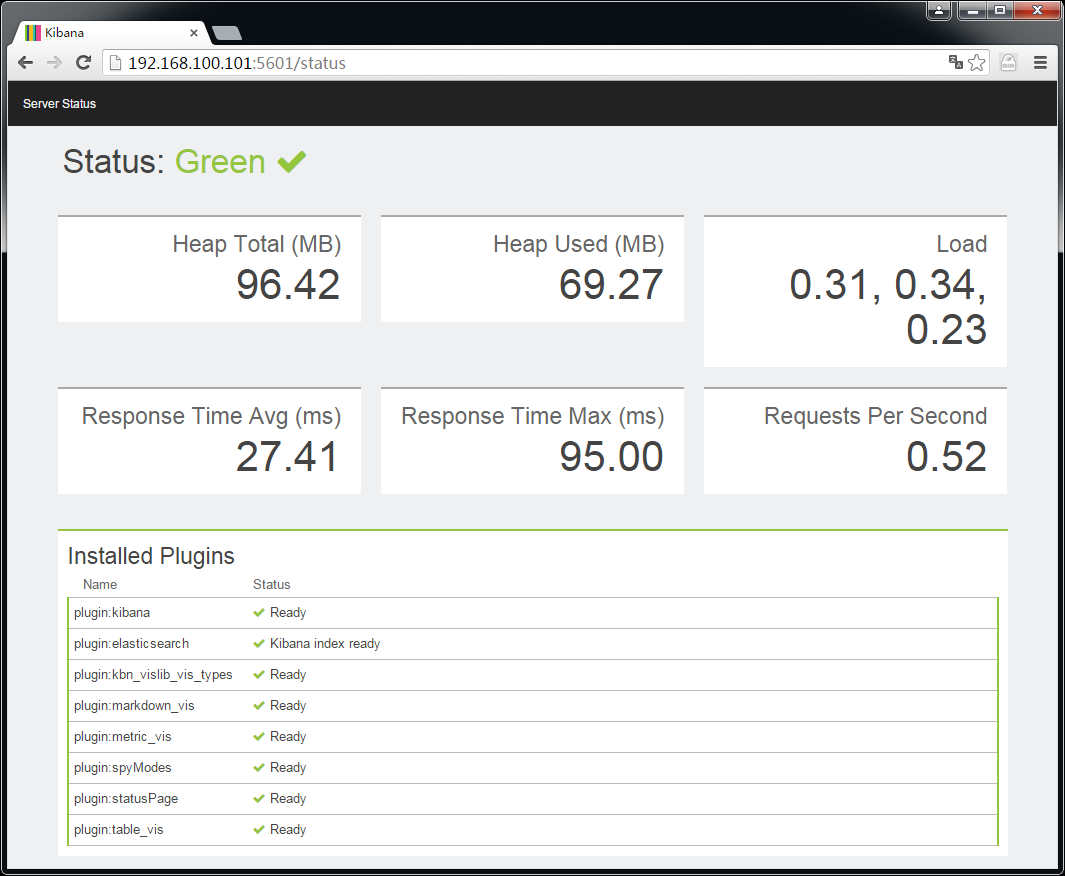 Kibana
192.168.100.101:5601/status
Server Status
Status: Green
Heap Total (MB)
96.42
Heap Used (MB)
69.27
Load
0.31, 0.34,
0.23
Response Time Avg (ms)
27.41
Response Time Max (ms)
95.00
Requests Per Second
0.52
Installed Plugins
Name Status
plugin:kibana Ready
plugin:elasticsearch Kibana index ready
plugin:kbn_vislib_vis_types Ready
plugin:markdown_vis Ready
plugin:metric_vis Ready
plugin:spyModes Ready
plugin:statusPage Ready
plugin:table_vis Ready